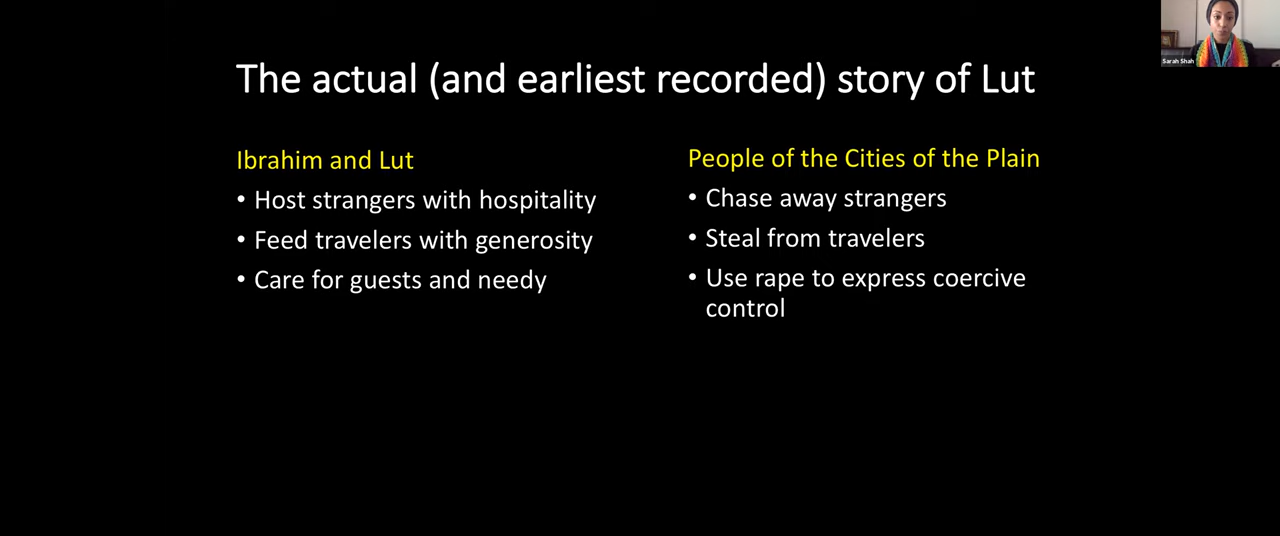 The actual (and earliest recorded) story of Lut
Sarah Shah
Ibrahim and Lut
• Host strangers with hospitality
• Feed travelers with generosity
• Care for guests and needy
People of the Cities of the Plain
• Chase away strangers
• Steal from travelers
• Use rape to express coercive
control